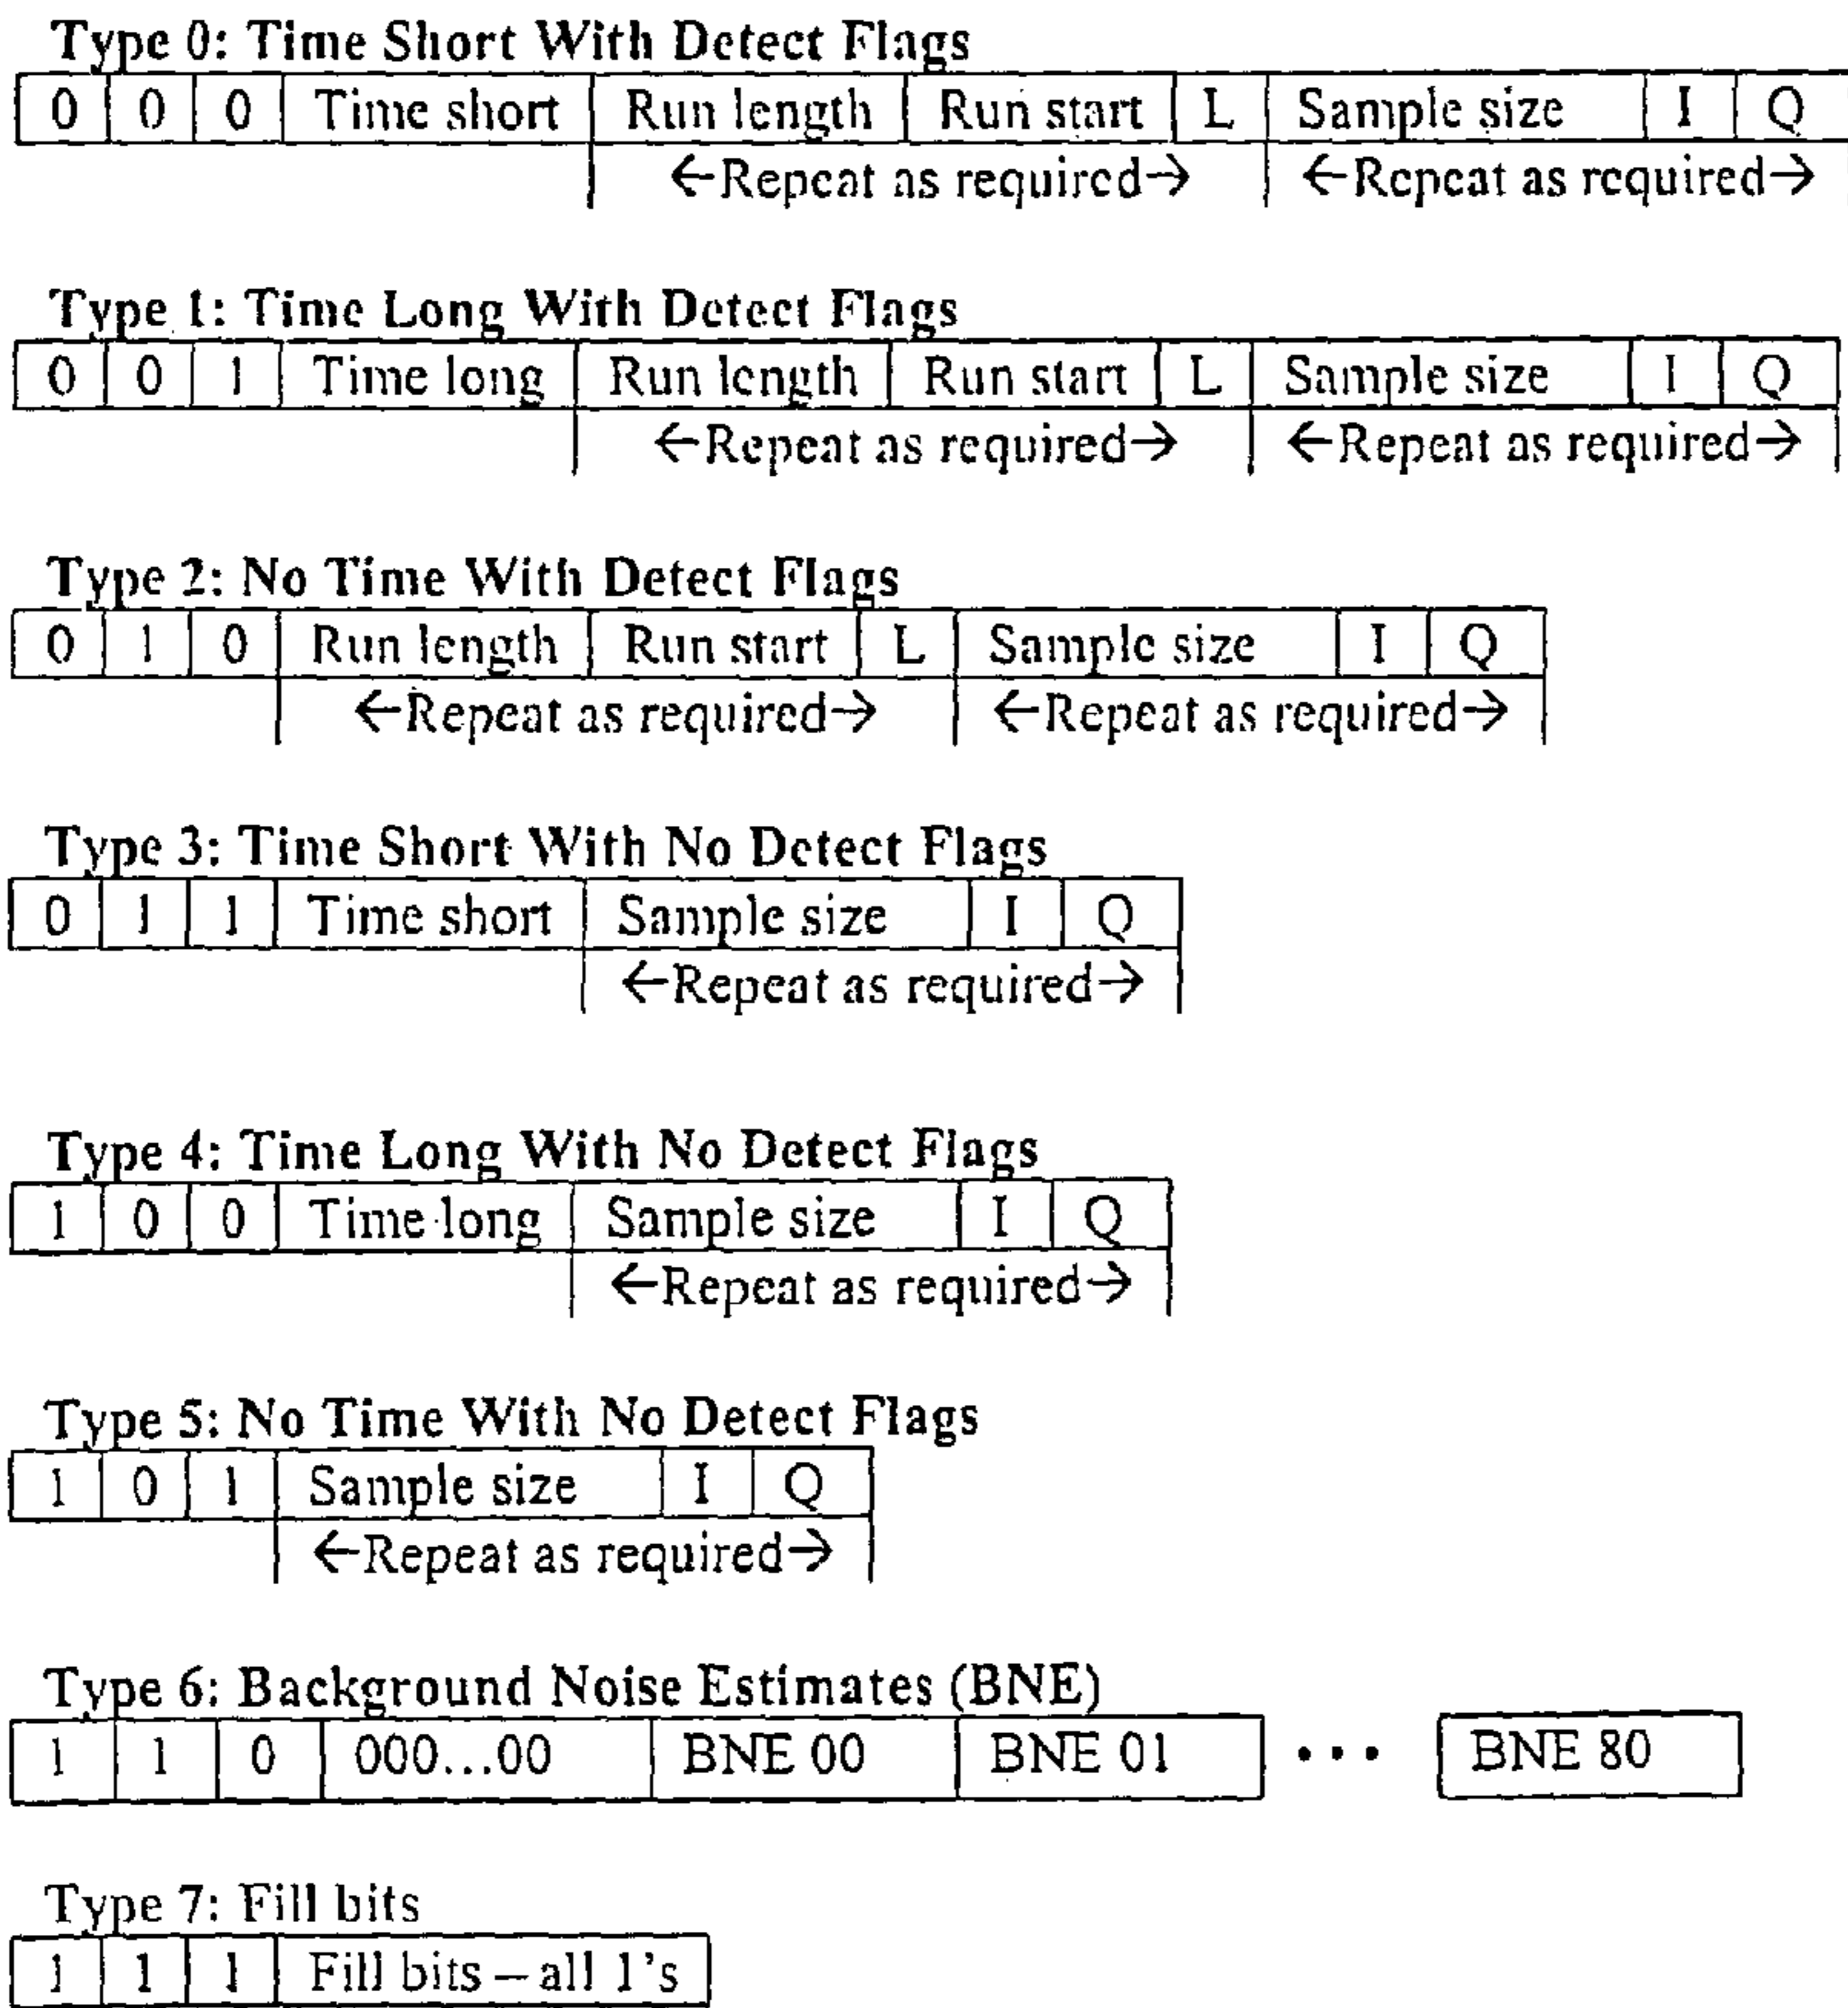 Type 0: Time Short With Detect Flags
0 0 0 Time short Run length Run start L Sample size I Q
←Repeat as required→ ←Repeat as required→
Type 1: Time Long With Detect Flags
0 0 1 Time long Run length Run start L Sample size I Q
←Repeat as required→ ←Repeat as required→
Type 2: No Time With Detect Flags
0 1 0 Run length Run start L Sample size I Q
←Repeat as required→ ←Repeat as required→
Type 3: Time Short With No Detect Flags
0 1 1 Time short Sample size I Q
←Repeat as required→
Type 4: Time Long With No Detect Flags
1 0 0 Time long Sample size I Q
←Repeat as required→
Type 5: No Time With No Detect Flags
1 0 1 Sample size I Q
←Repeat as required→
Type 6: Background Noise Estimates (BNE)
1 1 0 000...00 BNE 00 BNE 01 • • • BNE 80
Type 7: Fill bits
1 1 1 Fill bits – all 1's